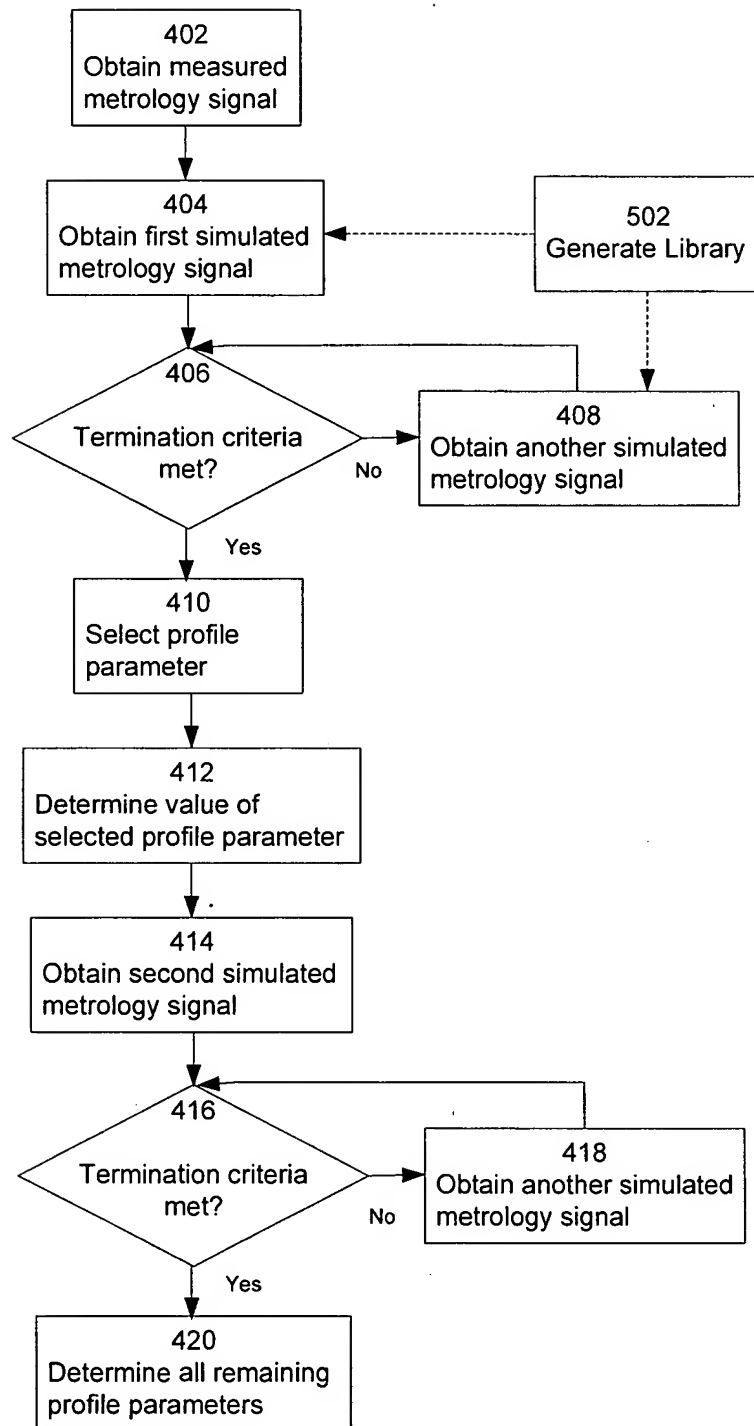 402
Obtain measured
metrology signal
404
Obtain first simulated
metrology signal
502
Generate Library
406
Termination criteria
met?
No
408
Obtain another simulated
metrology signal
Yes
410
Select profile
parameter
412
Determine value of
selected profile parameter
414
Obtain second simulated
metrology signal
416
Termination criteria
met?
No
418
Obtain another simulated
metrology signal
Yes
420
Determine all remaining
profile parameters